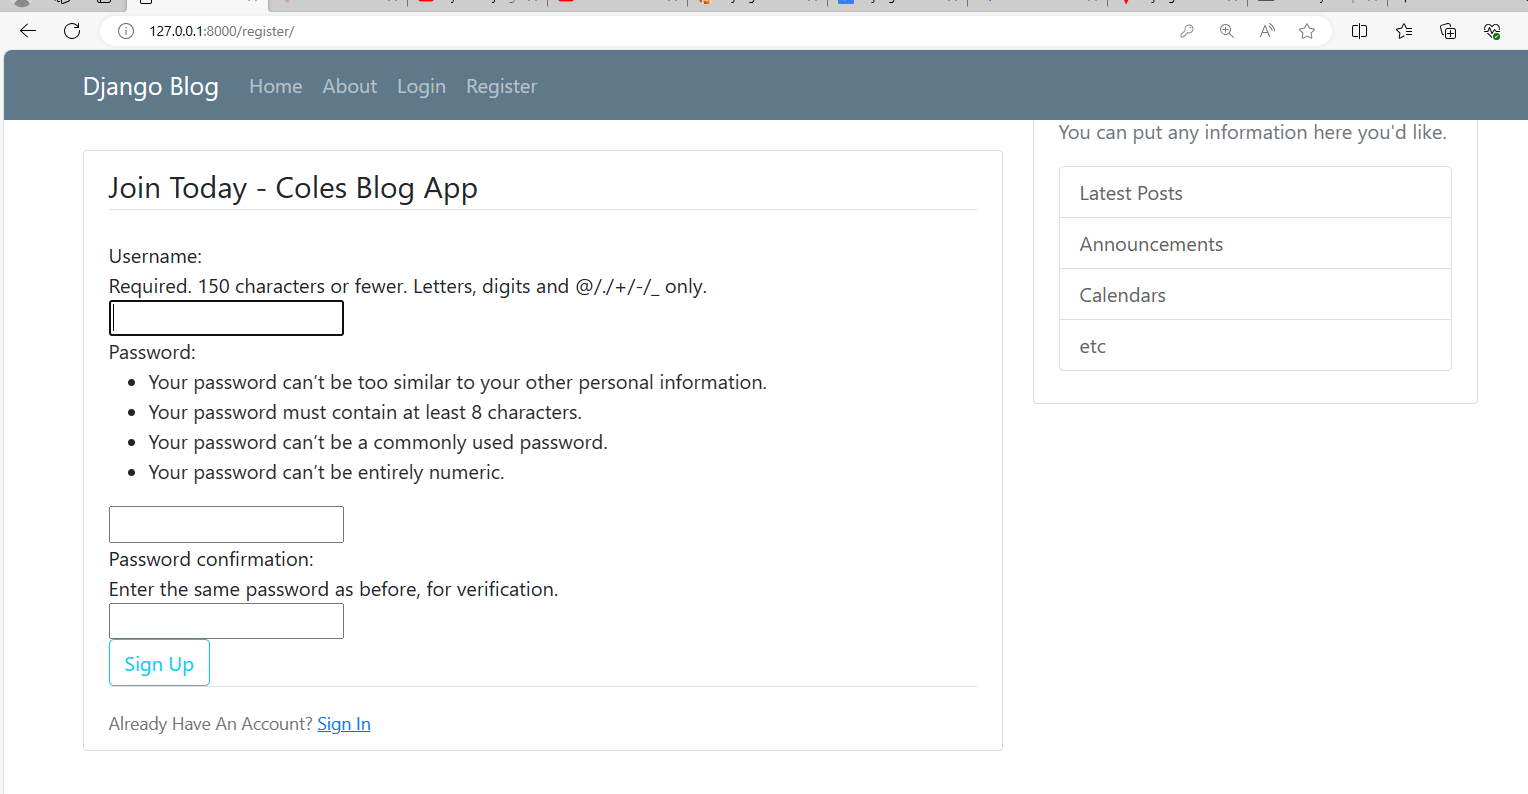 127.0.0.1:8000/register/
Django Blog Home About Login Register
Join Today - Coles Blog App
Username:
Required. 150 characters or fewer. Letters, digits and @/./+/-/_ only.
Password:
Your password can’t be too similar to your other personal information.
Your password must contain at least 8 characters.
Your password can’t be a commonly used password.
Your password can’t be entirely numeric.
Password confirmation:
Enter the same password as before, for verification.
Sign Up
Already Have An Account? Sign In
You can put any information here you'd like.
Latest Posts
Announcements
Calendars
etc